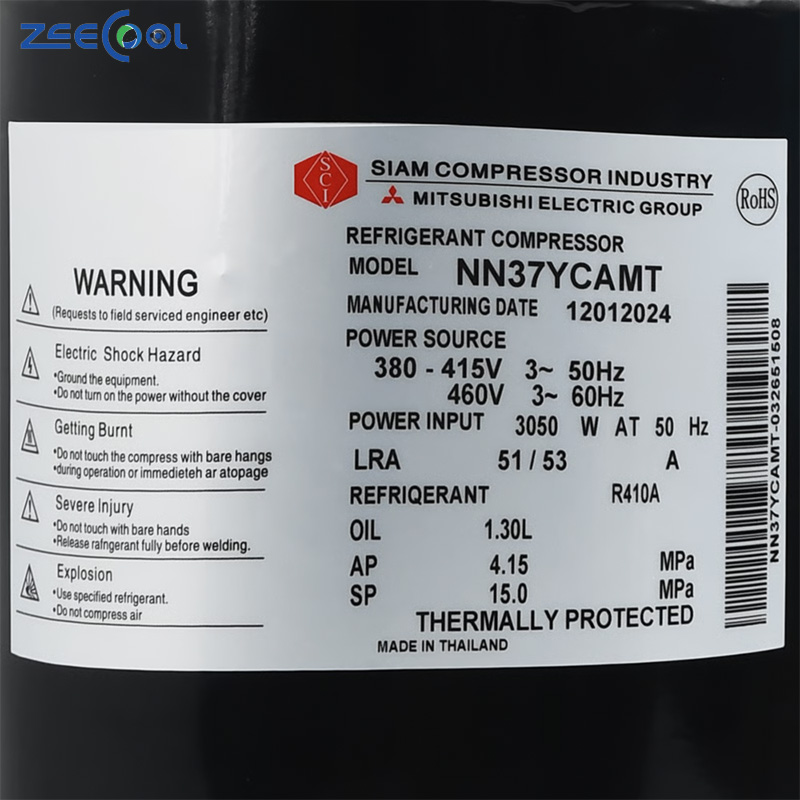 ZEECOOL
SCI
SIAM COMPRESSOR INDUSTRY
MITSUBISHI ELECTRIC GROUP
RoHS
REFRIGERANT COMPRESSOR
MODEL NN37YCAMT
MANUFACTURING DATE 12012024
POWER SOURCE
380 - 415V 3~ 50Hz
460V 3~ 60Hz
POWER INPUT 3050 W AT 50 Hz
LRA 51 / 53 A
REFRIQERANT R410A
OIL 1.30L
AP 4.15 MPa
SP 15.0 MPa
THERMALLY PROTECTED
MADE IN THAILAND
WARNING
(Requests to field serviced engineer etc)
Electric Shock Hazard
•Ground the equipment.
•Do not turn on the power without the cover
Getting Burnt
•Do not touch the compress with bare hangs
•during operation or immedieteh ar atopage
Severe Injury
•Do not touch with bare hands
•Release rafngerant fully before welding.
Explosion
•Use specified refrigerant.
•Do not compress air
NN37YCAMT-032651508